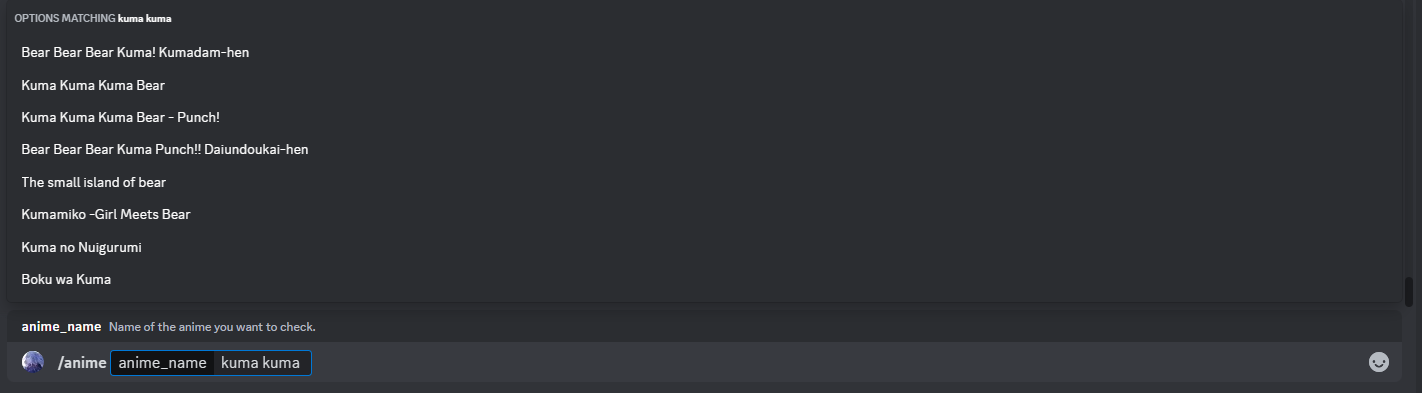 OPTIONS MATCHING kuma kuma
Bear Bear Bear Kuma! Kumadam-hen
Kuma Kuma Kuma Bear
Kuma Kuma Kuma Bear - Punch!
Bear Bear Bear Kuma Punch!! Daiundoukai-hen
The small island of bear
Kumamiko -Girl Meets Bear
Kuma no Nuigurumi
Boku wa Kuma
anime_name Name of the anime you want to check.
/anime anime_name kuma kuma